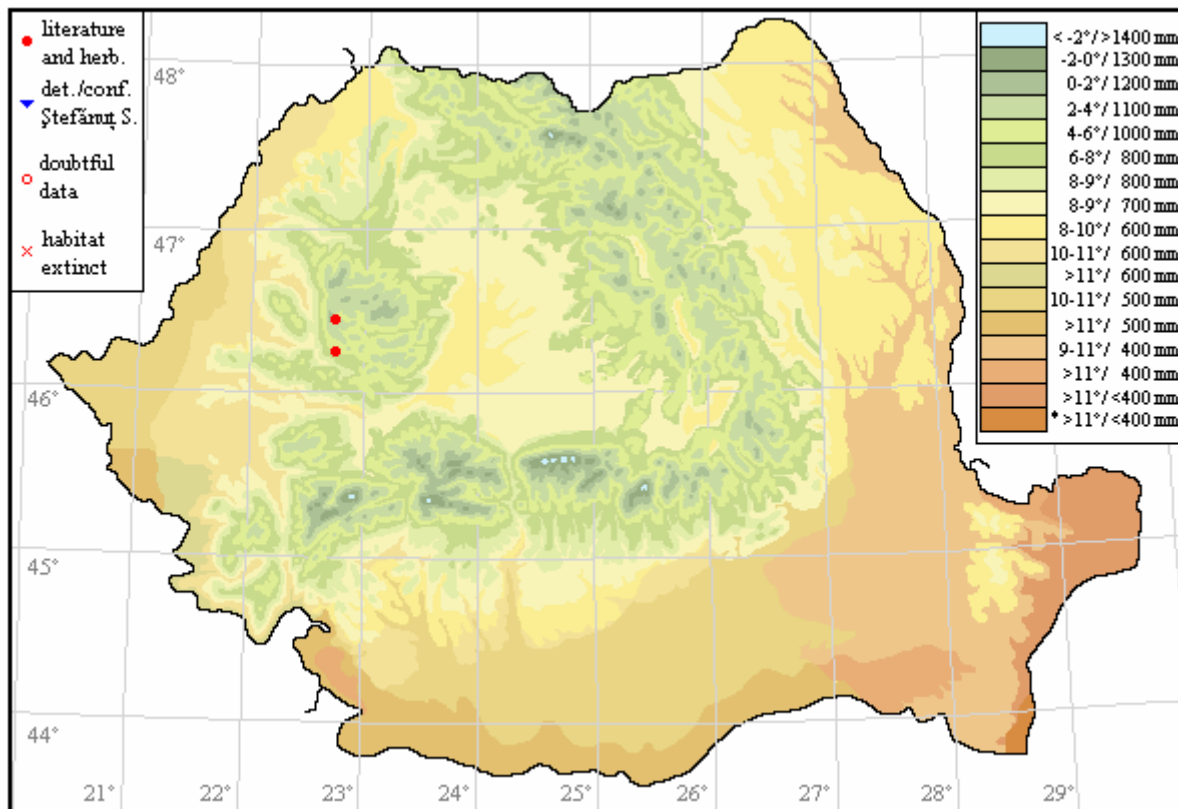 literature
and herb.
det./conf.
Ştefănuţ S.
doubtful
data
habitat
extinct
< -2°/>1400 mm
-2-0°/1300 mm
0-2°/1200 mm
2-4°/1100 mm
4-6°/1000 mm
6-8°/ 800 mm
8-9°/ 800 mm
8-9°/ 700 mm
8-10°/ 600 mm
10-11°/ 600 mm
>11°/ 600 mm
10-11°/ 500 mm
>11°/ 500 mm
9-11°/ 400 mm
>11°/ 400 mm
>11°/<400 mm
* >11°/<400 mm
48°
47°
46°
45°
44°
21°
22°
23°
24°
25°
26°
27°
28°
29°